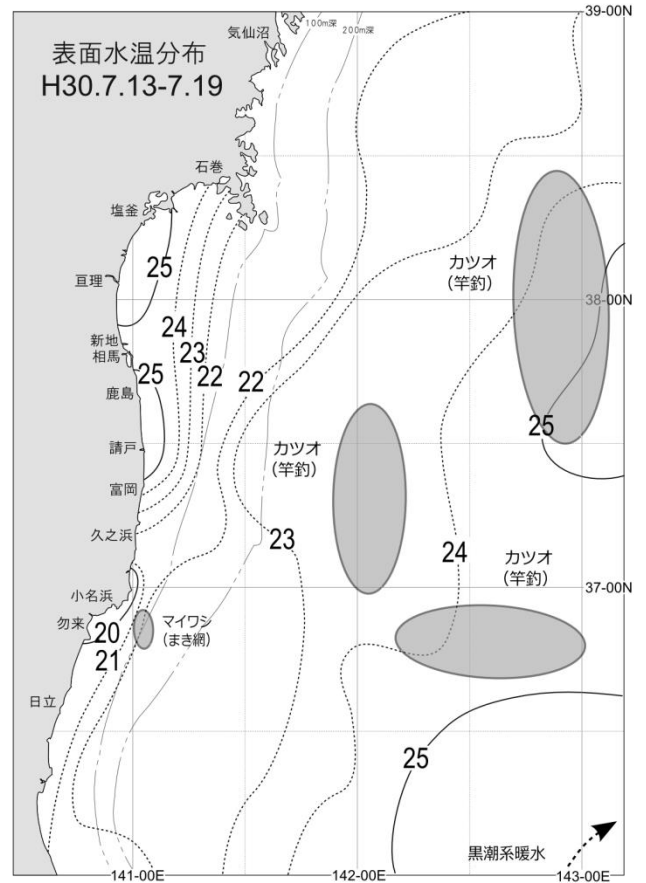 表面水温分布
H30.7.13-7.19
気仙沼
100m深
200m深
39-00N
石巻
塩釜
亘理
新地
相馬
鹿島
請戸
富岡
久之浜
小名浜
勿来
日立
25
24
23
22
22
25
カツオ
(竿釣)
38-00N
25
カツオ
(竿釣)
23
24
カツオ
(竿釣)
37-00N
マイワシ
(まき網)
20
21
25
黒潮系暖水
141-00E
142-00E
143-00E